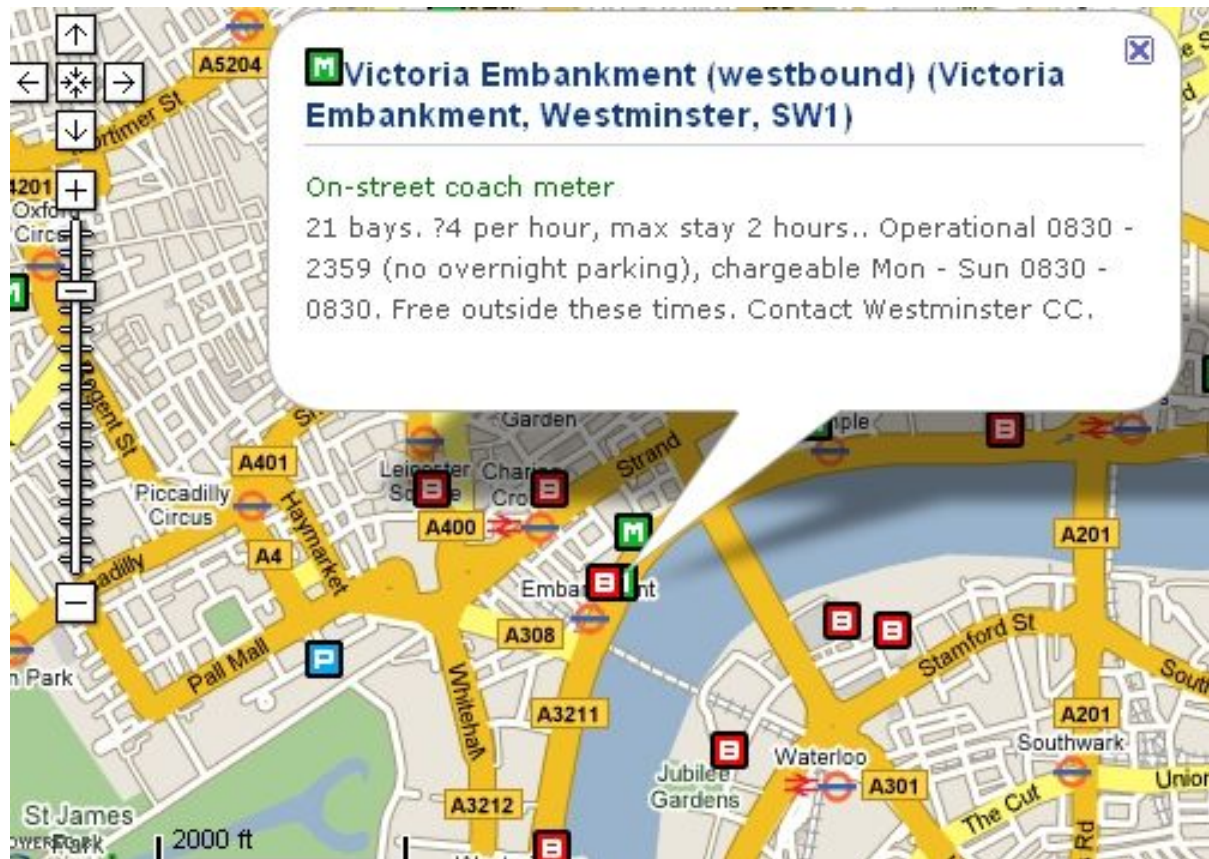 A5204
Mortimer St
4201
Oxford
Circus
M Victoria Embankment (westbound) (Victoria
Embankment, Westminster, SW1)
On-street coach meter
21 bays. ?4 per hour, max stay 2 hours.. Operational 0830 -
2359 (no overnight parking), chargeable Mon - Sun 0830 -
0830. Free outside these times. Contact Westminster CC.
Regent St
Garden
Strand
A401
Leicester
Square
Charing
Cross
Piccadilly
Circus
Haymarket
A400
M
A201
A4
Piccadilly
Embankment
A308
Pall Mall
P
Whitehall
Stamford St
n Park
A3211
A201
Southwark
Waterloo
Jubilee
Gardens
A301
Union
The Cut
A3212
St James
Park
2000 ft
Rd